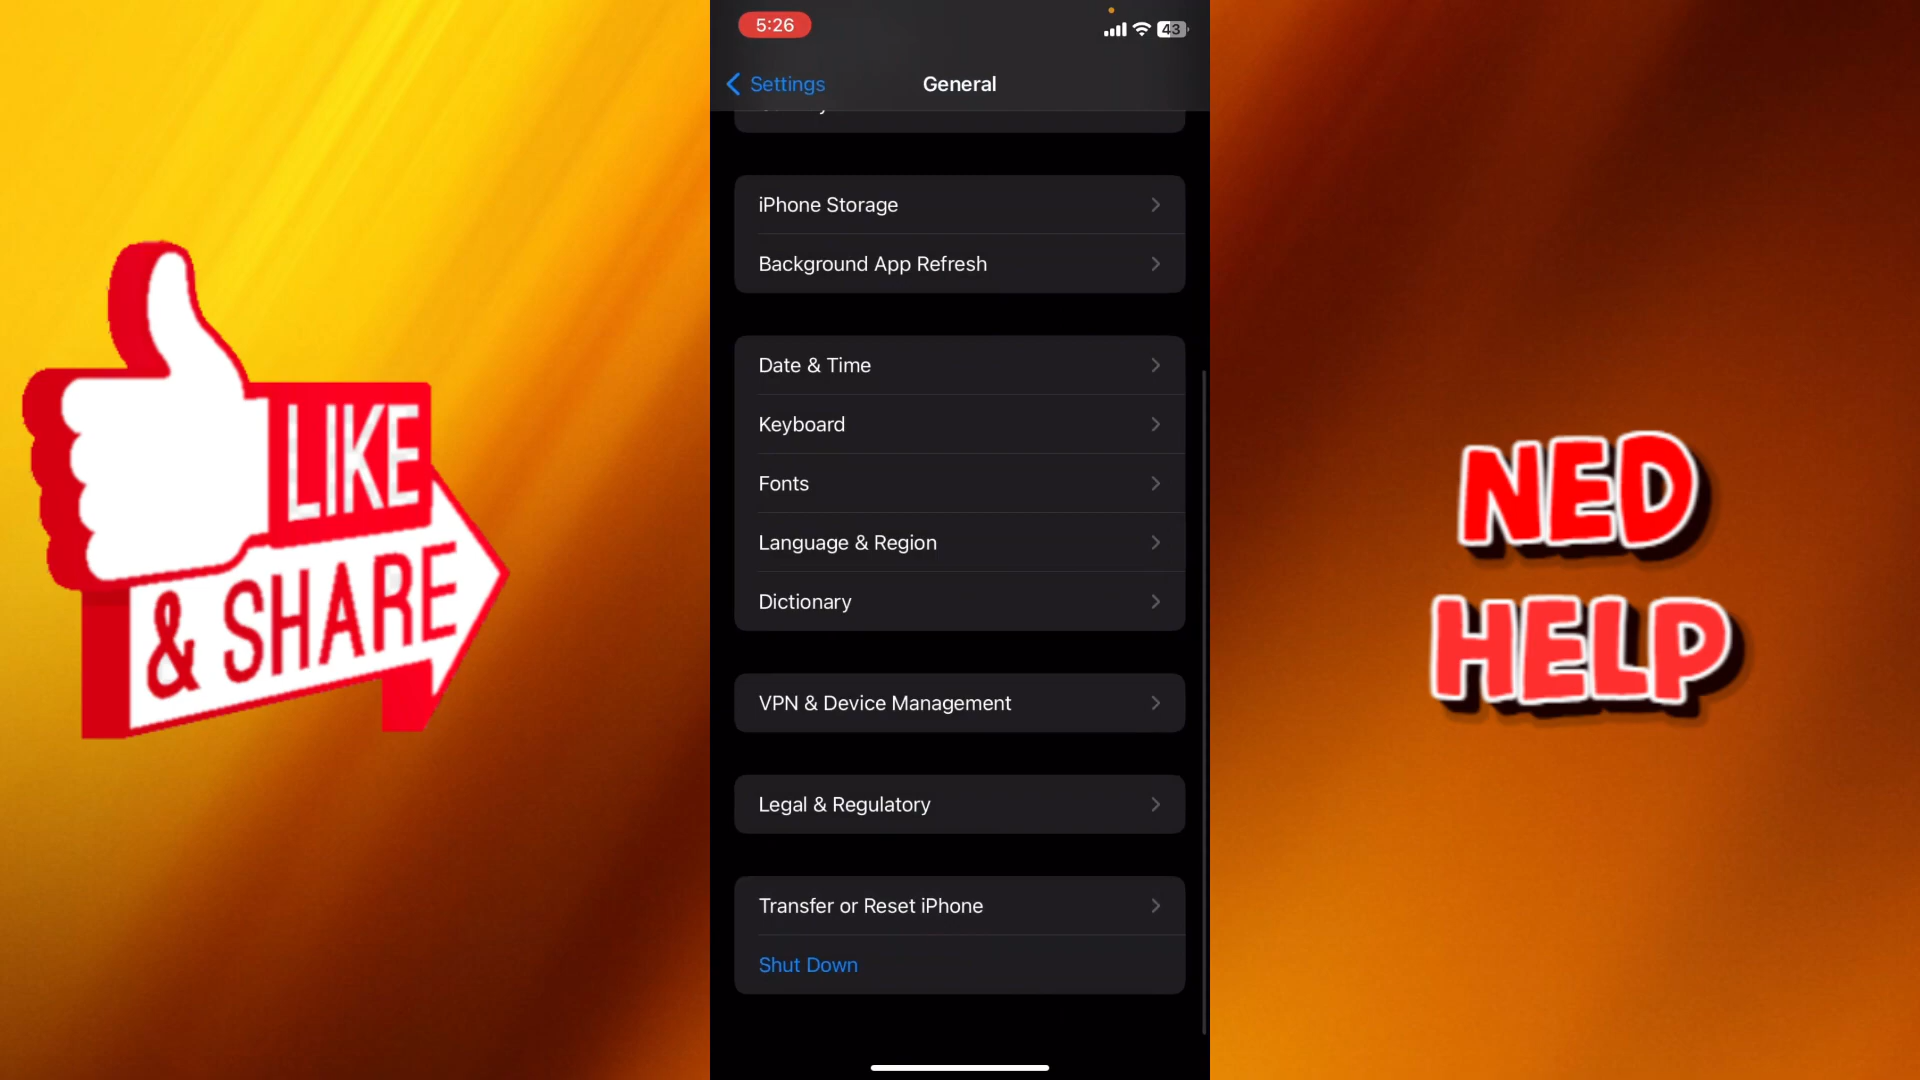 5:26
43
Settings
General
iPhone Storage
Background App Refresh
Date & Time
Keyboard
Fonts
Language & Region
Dictionary
VPN & Device Management
Legal & Regulatory
Transfer or Reset iPhone
Shut Down
LIKE
& SHARE
NED
HELP